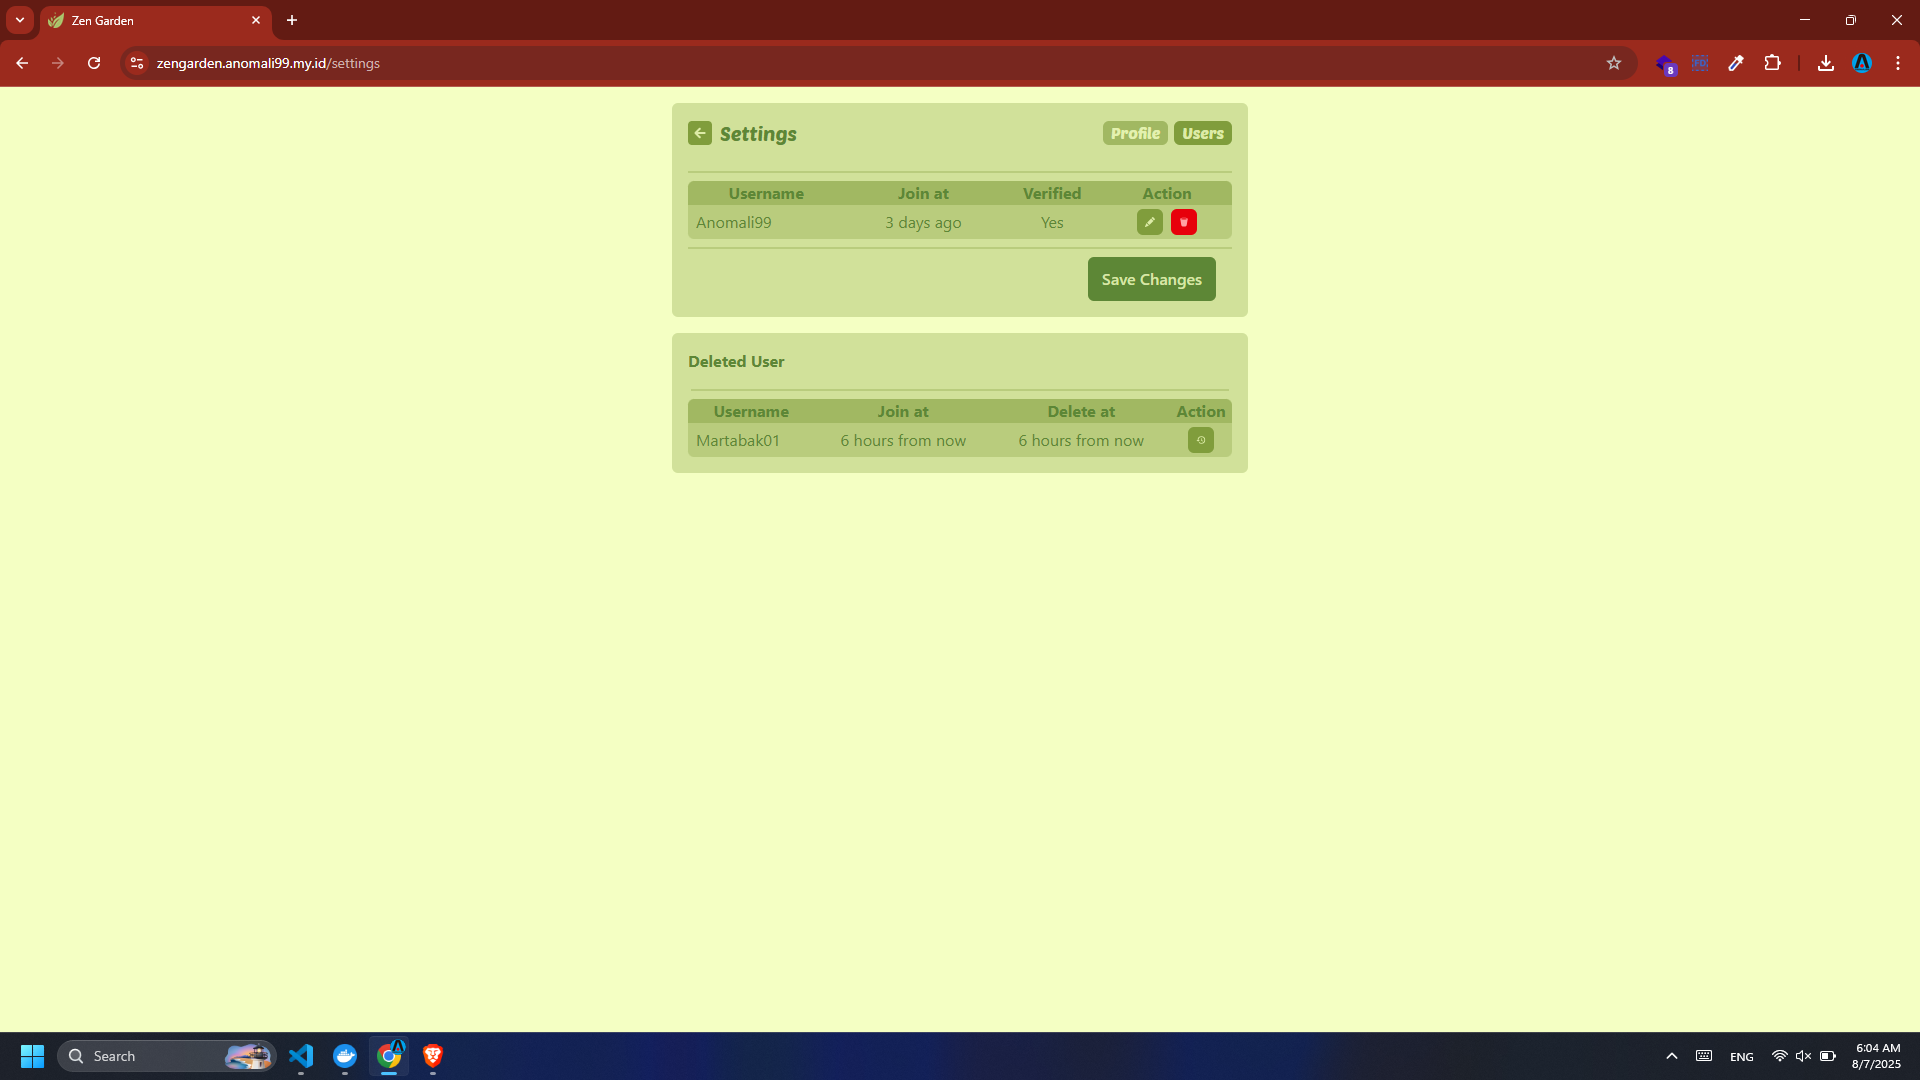 Zen Garden
zengarden.anomali99.my.id/settings
8
Settings
Profile
Users
Username Join at Verified Action
Anomali99 3 days ago Yes
Save Changes
Deleted User
Username Join at Delete at Action
Martabak01 6 hours from now 6 hours from now
Search
ENG
6:04 AM
8/7/2025